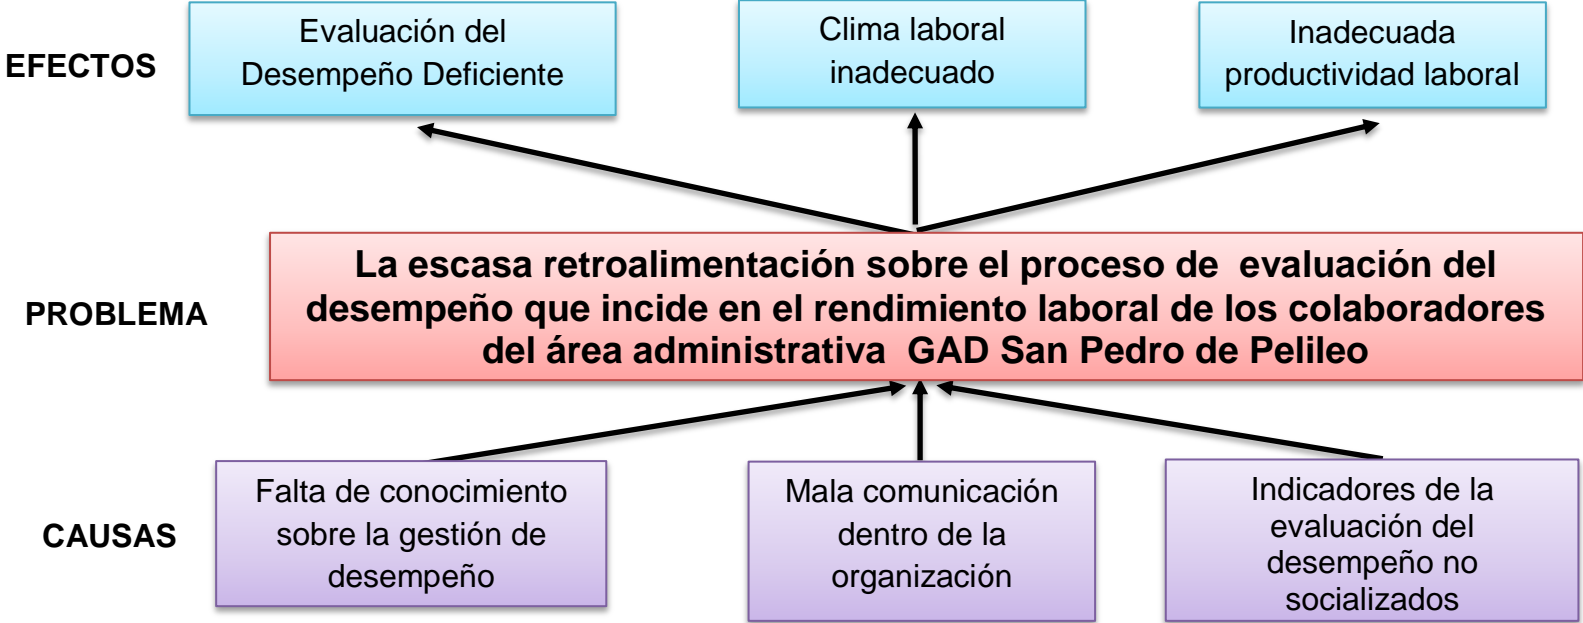 EFECTOS
Evaluación del
Desempeño Deficiente
Clima laboral
inadecuado
Inadecuada
productividad laboral
PROBLEMA
La escasa retroalimentación sobre el proceso de  evaluación del
desempeño que incide en el rendimiento laboral de los colaboradores
del área administrativa  GAD San Pedro de Pelileo
CAUSAS
Falta de conocimiento
sobre la gestión de
desempeño
Mala comunicación
dentro de la
organización
Indicadores de la
evaluación del
desempeño no
socializados